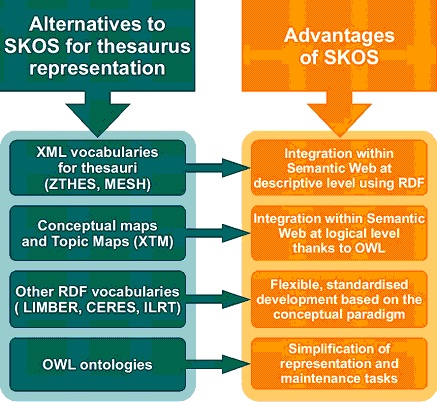 Alternatives to
SKOS for thesaurus
representation
Advantages
of SKOS
XML vocabularies
for thesauri
(ZTHES, MESH)
Integration within
Semantic Web at
descriptive level using RDF
Conceptual maps
and Topic Maps (XTM)
Integration within Semantic
Web at logical level
thanks to OWL
Other RDF vocabularies
( LIMBER, CERES, ILRT)
Flexible, standardised
development based on the
conceptual paradigm
OWL ontologies
Simplification of
representation and
maintenance tasks